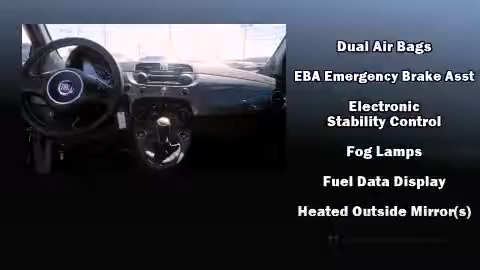 Dual Air Bags
EBA Emergency Brake Asst
Electronic
Stability Control
Fog Lamps
Fuel Data Display
Heated Outside Mirror(s)